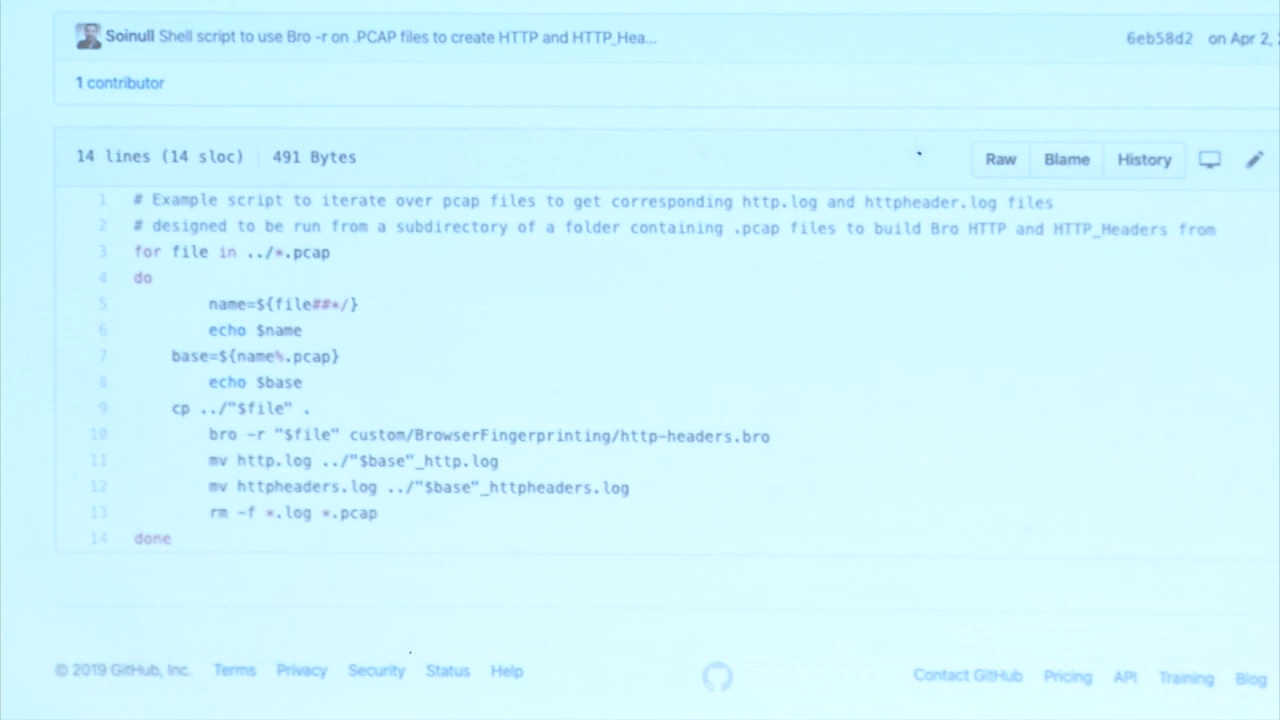 Soinull Shell script to use Bro -r on .PCAP files to create HTTP and HTTP_Hea... 6eb58d2 on Apr 2,
1 contributor
14 lines (14 sloc) 491 Bytes Raw Blame History
1 # Example script to iterate over pcap files to get corresponding http.log and httpheader.log files
2 # designed to be run from a subdirectory of a folder containing .pcap files to build Bro HTTP and HTTP_Headers from
3 for file in ../*.pcap
4 do
5 name=${file##*/}
6 echo $name
7 base=${name%.pcap}
8 echo $base
9 cp ../"$file" .
10 bro -r "$file" custom/BrowserFingerprinting/http-headers.bro
11 mv http.log ../"$base"_http.log
12 mv httpheaders.log ../"$base"_httpheaders.log
13 rm -f *.log *.pcap
14 done
© 2019 GitHub, Inc. Terms Privacy Security Status Help Contact GitHub Pricing API Training Blog